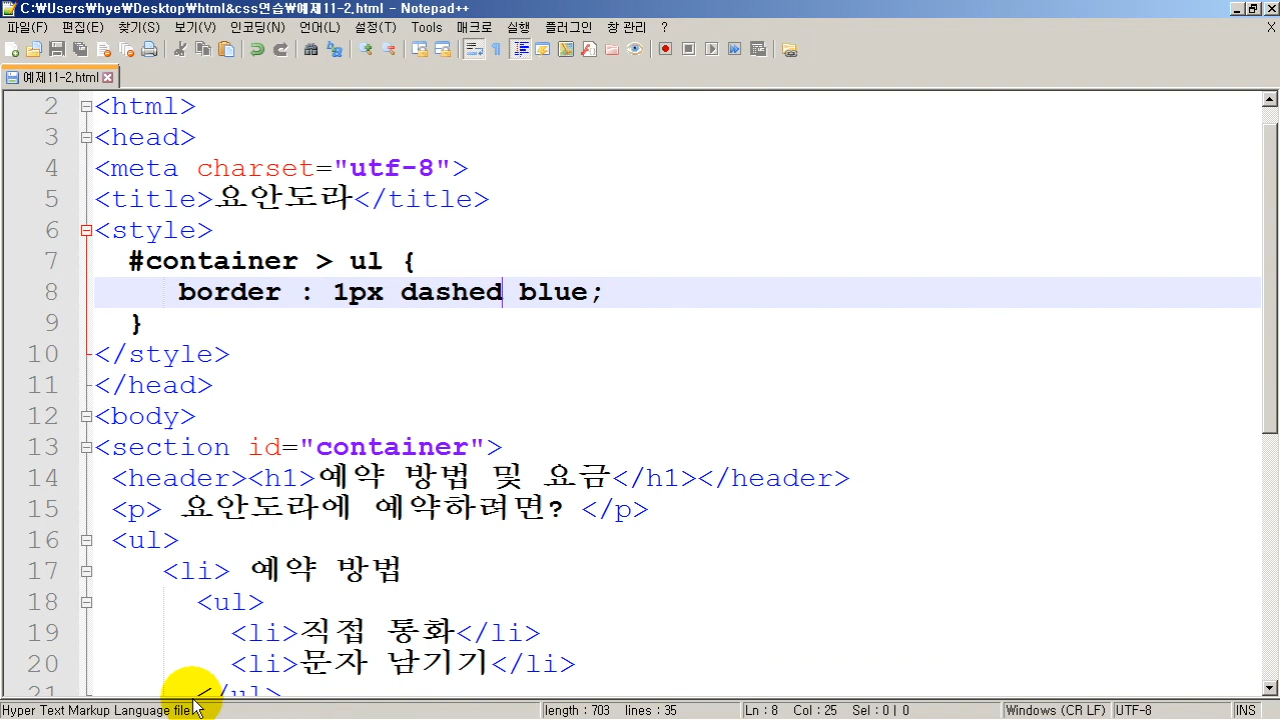 C:₩Users₩hye₩Desktop₩html&css연습₩예제11-2.html - Notepad++
파일(F) 편집(E) 찾기(S) 보기(V) 인코딩(N) 언어(L) 설정(T) Tools 매크로 실행 플러그인 창 관리 ? X
예제11-2.html
2 <html>
3 <head>
4 <meta charset="utf-8">
5 <title>요안도라</title>
6 <style>
7 #container > ul {
8 border : 1px dashed blue;
9 }
10 </style>
11 </head>
12 <body>
13 <section id="container">
14 <header><h1>예약 방법 및 요금</h1></header>
15 <p> 요안도라에 예약하려면? </p>
16 <ul>
17 <li> 예약 방법
18 <ul>
19 <li>직접 통화</li>
20 <li>문자 남기기</li>
21 </ul>
Hyper Text Markup Language file length : 703 lines : 35 Ln : 8 Col : 25 Sel : 0 | 0 Windows (CR LF) UTF-8 INS